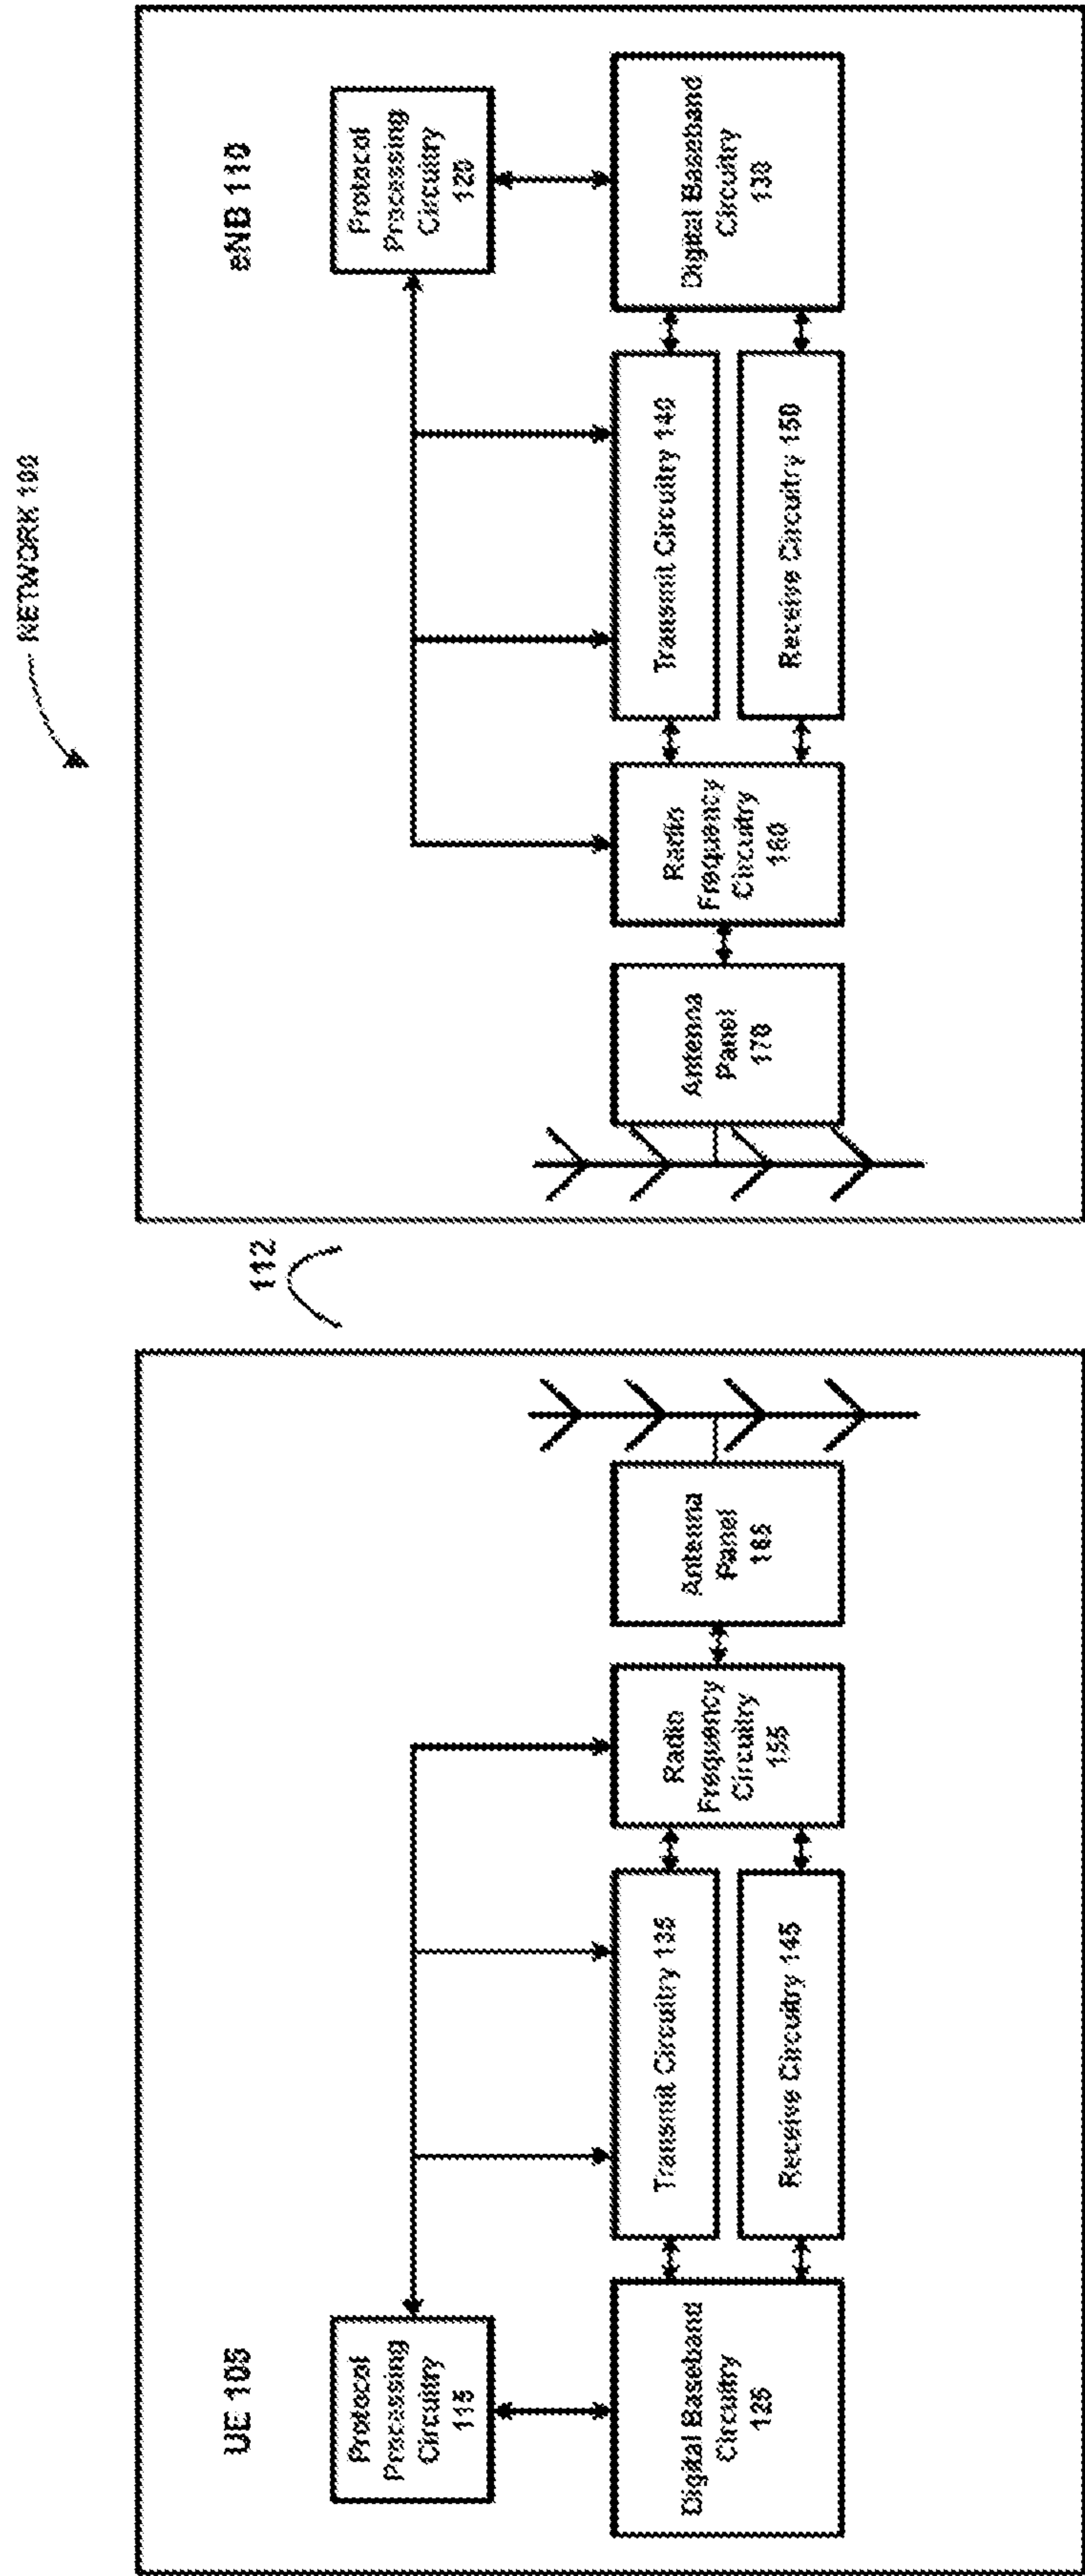 NETWORK 100
UE 105
Protocol
Processing
Circuitry
115
Digital Baseband
Circuitry
125
Transmit Circuitry 135
Receive Circuitry 145
Radio
Frequency
Circuitry
155
Antenna
Panel
165
112
eNB 110
Antenna
Panel
170
Radio
Frequency
Circuitry
160
Transmit Circuitry 140
Receive Circuitry 150
Protocol
Processing
Circuitry
120
Digital Baseband
Circuitry
130